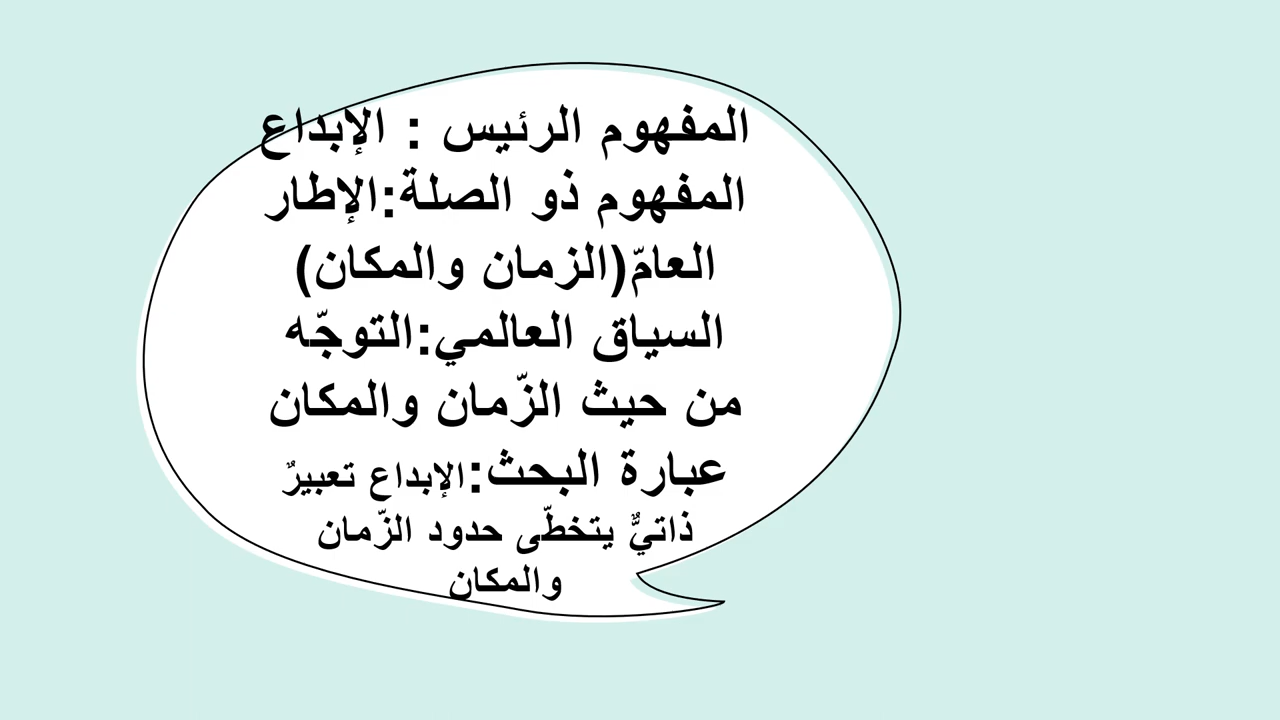 المفهوم الرئيس : الإبداع
المفهوم ذو الصلة:الإطار
العامّ(الزمان والمكان)
السياق العالمي:التوجّه
من حيث الزّمان والمكان
عبارة البحث:الإبداع تعبيرٌ
ذاتيٌّ يتخطّى حدود الزّمان
والمكان